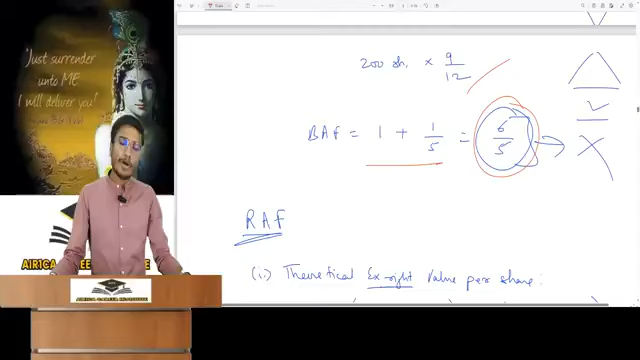 "Just surrender
unto ME
I will deliver you!"
200 sh. × 9/12
BAF = 1 + 1/5 = 6/5
RAF
(i.) Theoretical Ex-right Value per share:
AIR1CA CAREER INSTITUTE